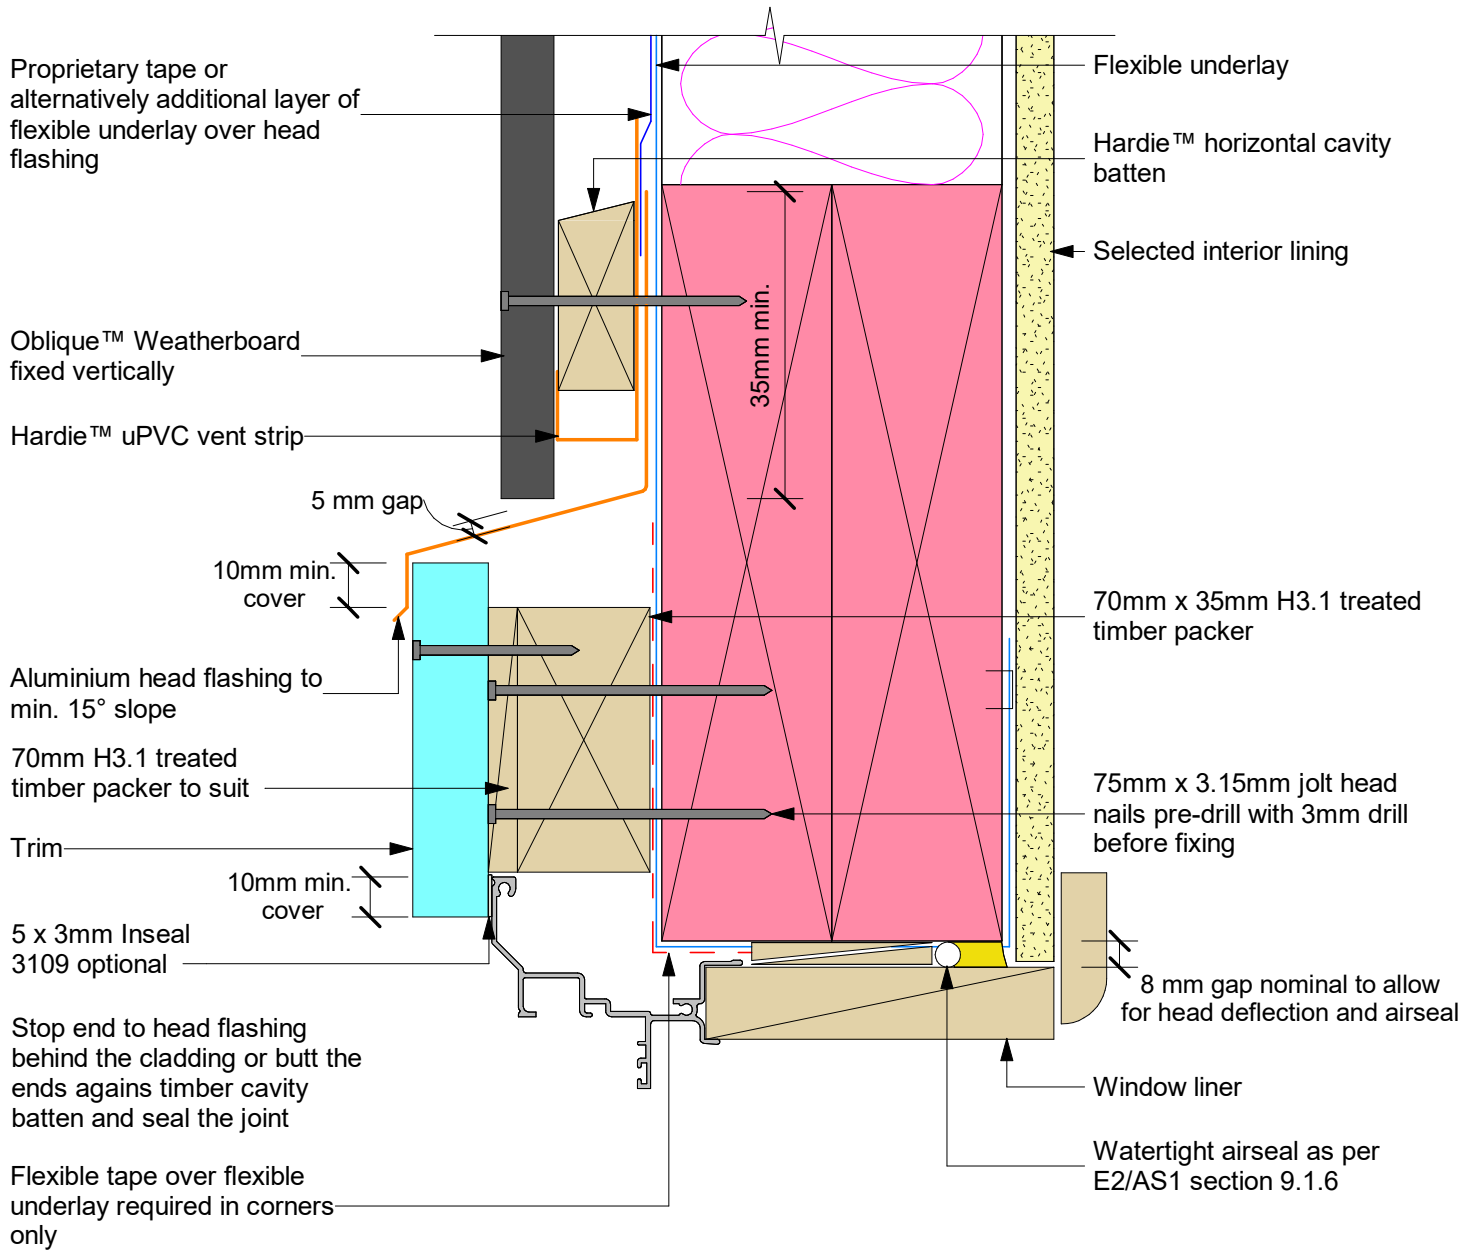 Proprietary tape or
alternatively additional layer of
flexible underlay over head
flashing
Oblique™ Weatherboard
fixed vertically
Hardie™ uPVC vent strip
5 mm gap
10mm min.
cover
Aluminium head flashing to
min. 15° slope
70mm H3.1 treated
timber packer to suit
Trim
10mm min.
cover
5 x 3mm Inseal
3109 optional
Stop end to head flashing
behind the cladding or butt the
ends agains timber cavity
batten and seal the joint
Flexible tape over flexible
underlay required in corners
only
35mm min.
Flexible underlay
Hardie™ horizontal cavity
batten
Selected interior lining
70mm x 35mm H3.1 treated
timber packer
75mm x 3.15mm jolt head
nails pre-drill with 3mm drill
before fixing
8 mm gap nominal to allow
for head deflection and airseal
Window liner
Watertight airseal as per
E2/AS1 section 9.1.6